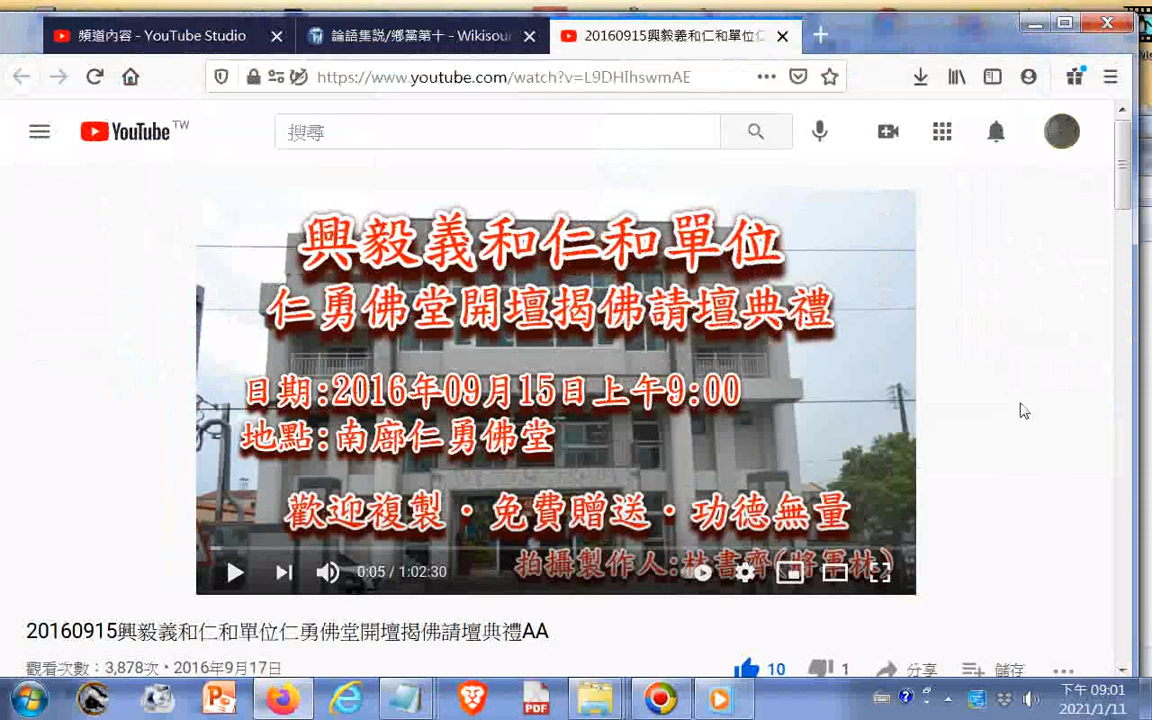 頻道內容 - YouTube Studio
論語集説/鄉黨第十 - Wikisou
20160915興毅義和仁和單位仁
https://www.youtube.com/watch?v=L9DHIhswmAE
YouTube TW
搜尋
興毅義和仁和單位
仁勇佛堂開壇揭佛請壇典禮
日期:2016年09月15日上午9:00
地點:南廍仁勇佛堂
歡迎複製·免費贈送·功德無量
拍攝製作人:林書齊(將軍林)
0:05 / 1:02:30
20160915興毅義和仁和單位仁勇佛堂開壇揭佛請壇典禮AA
觀看次數：3,878次 • 2016年9月17日
10
1
分享
儲存
PDF
下午 09:01
2021/1/11